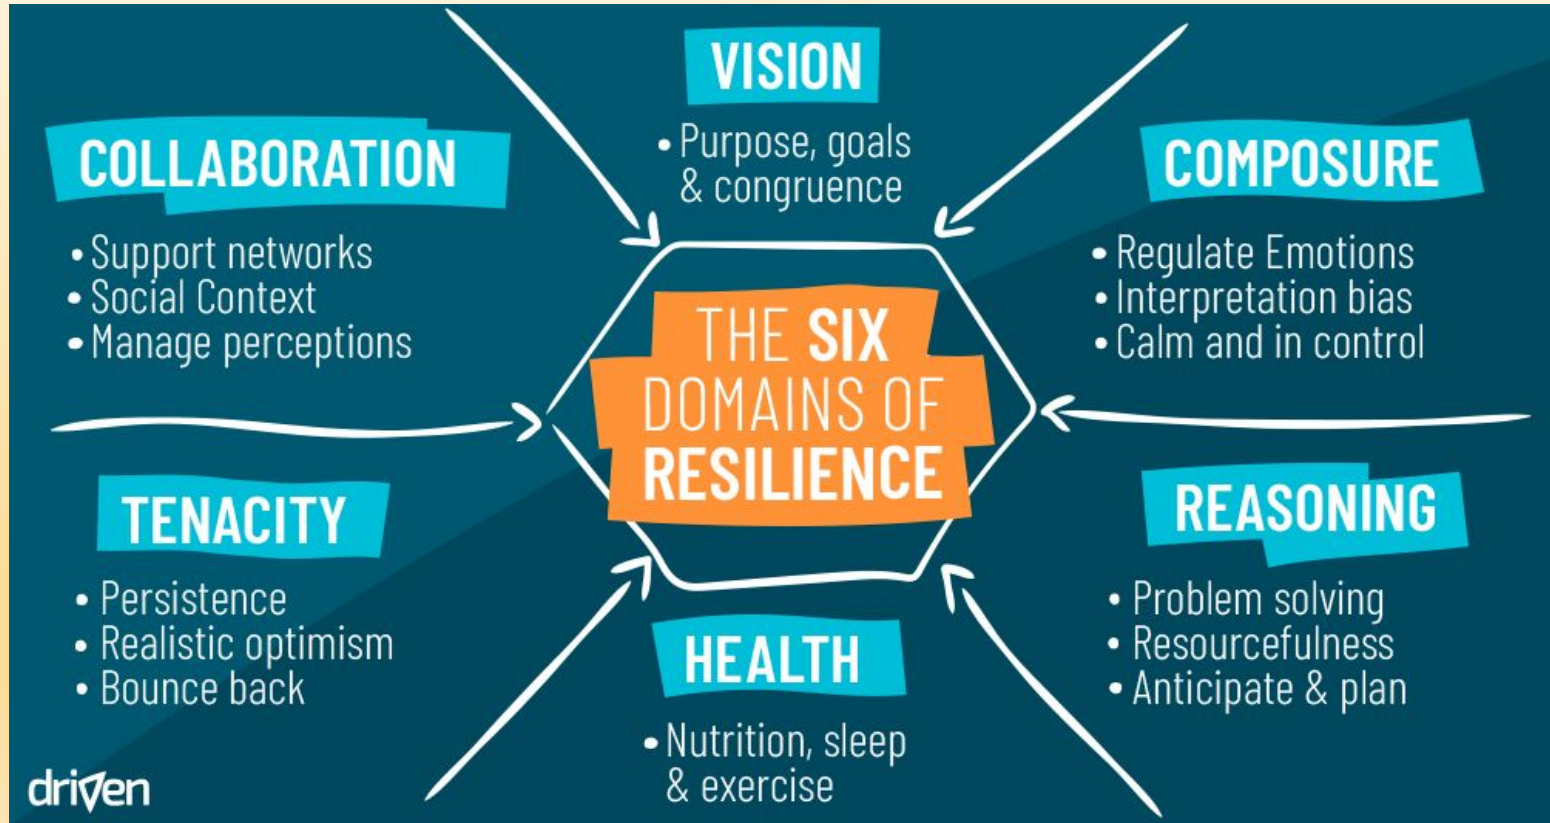 VISION
• Purpose, goals
& congruence
COLLABORATION
• Support networks
• Social Context
• Manage perceptions
COMPOSURE
• Regulate Emotions
• Interpretation bias
• Calm and in control
THE SIX
DOMAINS OF
RESILIENCE
TENACITY
• Persistence
• Realistic optimism
• Bounce back
REASONING
• Problem solving
• Resourcefulness
• Anticipate & plan
HEALTH
• Nutrition, sleep
& exercise
driven